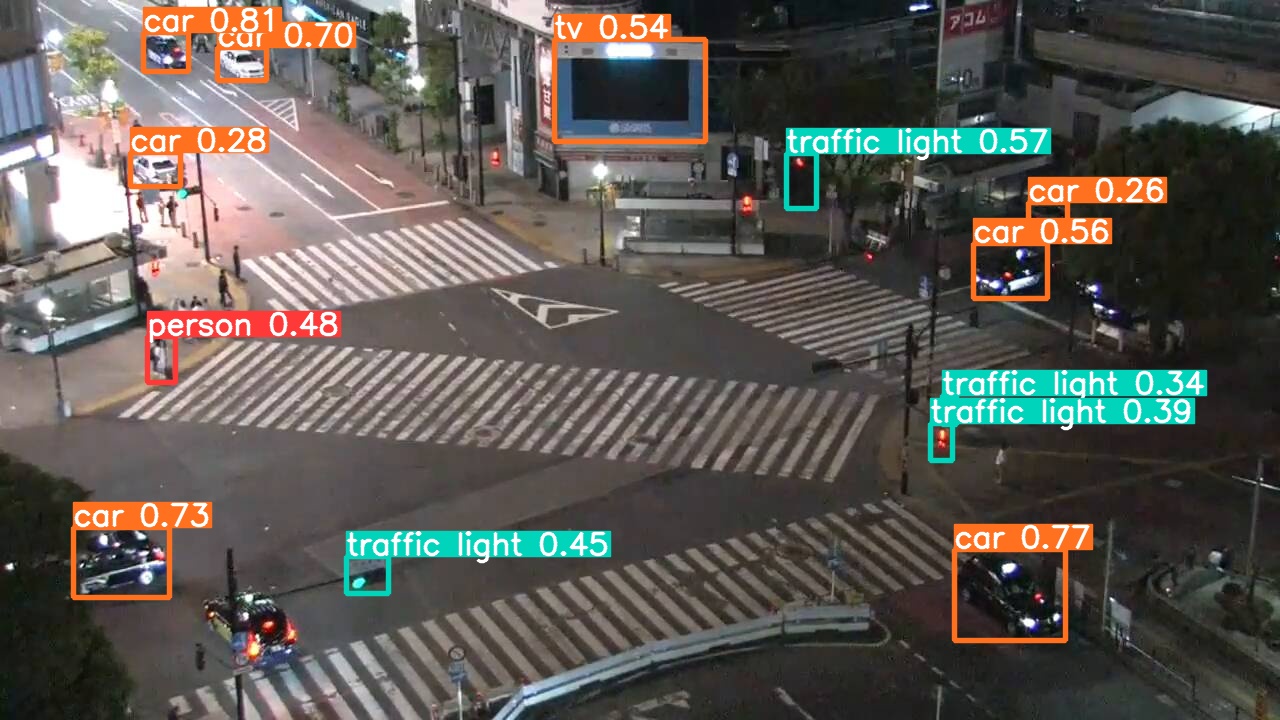 car 0.81
car 0.70
tv 0.54
car 0.28
traffic light 0.57
car 0.26
car 0.56
person 0.48
traffic light 0.34
traffic light 0.39
car 0.73
traffic light 0.45
car 0.77
アコム